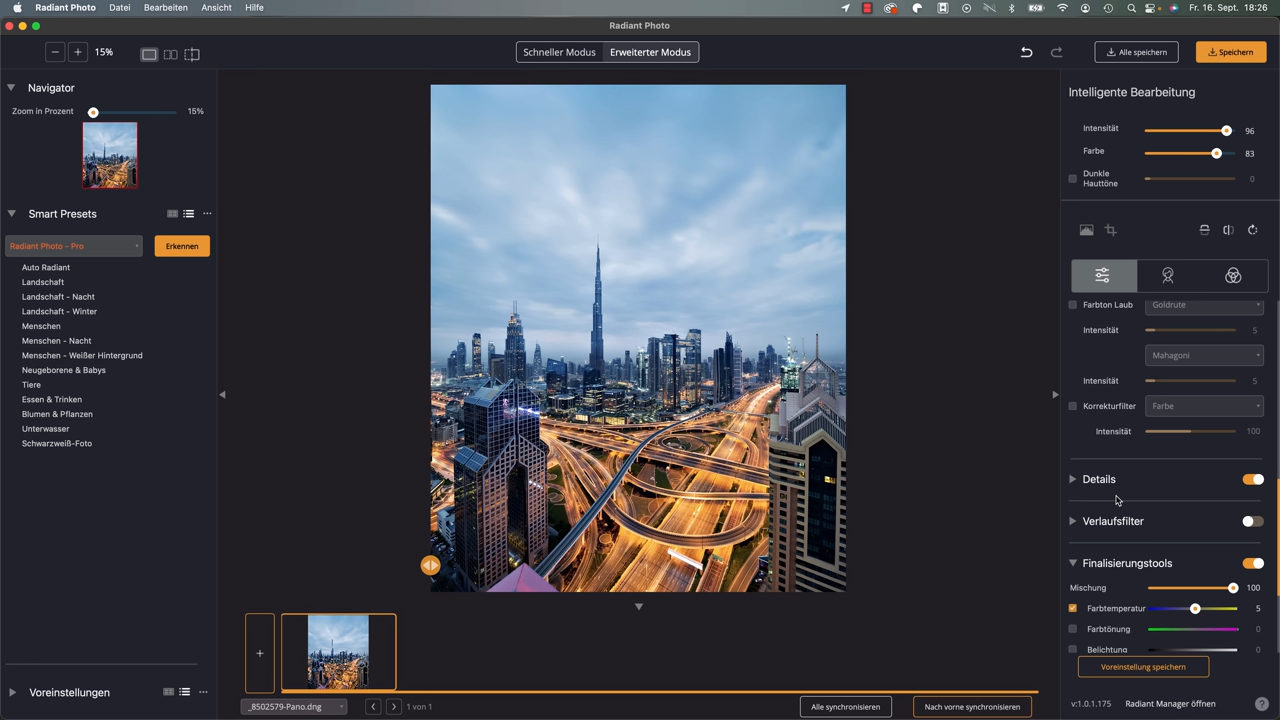 Radiant Photo Datei Bearbeiten Ansicht Hilfe Fr. 16. Sept. 18:26
Radiant Photo
15% Schneller Modus Erweiterter Modus Alle speichern Speichern
Navigator
Zoom in Prozent 15%
Smart Presets
Radiant Photo - Pro Erkennen
Auto Radiant
Landschaft
Landschaft - Nacht
Landschaft - Winter
Menschen
Menschen - Nacht
Menschen - Weißer Hintergrund
Neugeborene & Babys
Tiere
Essen & Trinken
Blumen & Pflanzen
Unterwasser
Schwarzweiß-Foto
Voreinstellungen
_8502579-Pano.dng 1 von 1 Alle synchronisieren Nach vorne synchronisieren
Intelligente Bearbeitung
Intensität 96
Farbe 83
Dunkle
Hauttöne 0
Farbton Laub Goldrute
Intensität 5
Mahagoni
Intensität 5
Korrekturfilter Farbe
Intensität 100
Details
Verlaufsfilter
Finalisierungstools
Mischung 100
Farbtemperatur 5
Farbtönung 0
Belichtung 0
Voreinstellung speichern
v:1.0.1.175 Radiant Manager öffnen ?